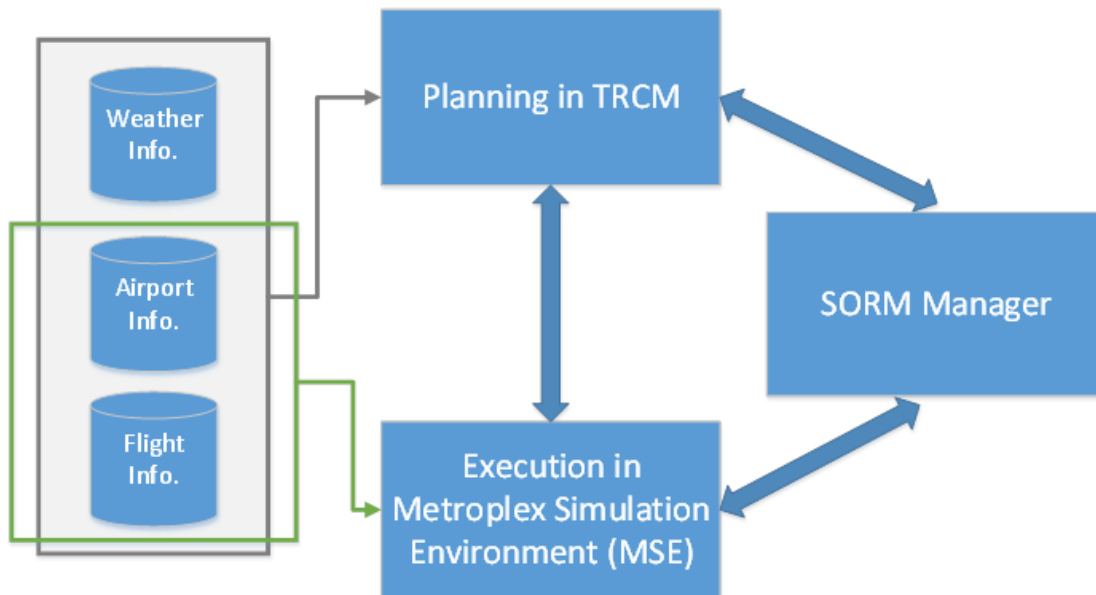 Weather
Info.
Airport
Info.
Flight
Info.
Planning in TRCM
SORM Manager
Execution in
Metroplex Simulation
Environment (MSE)